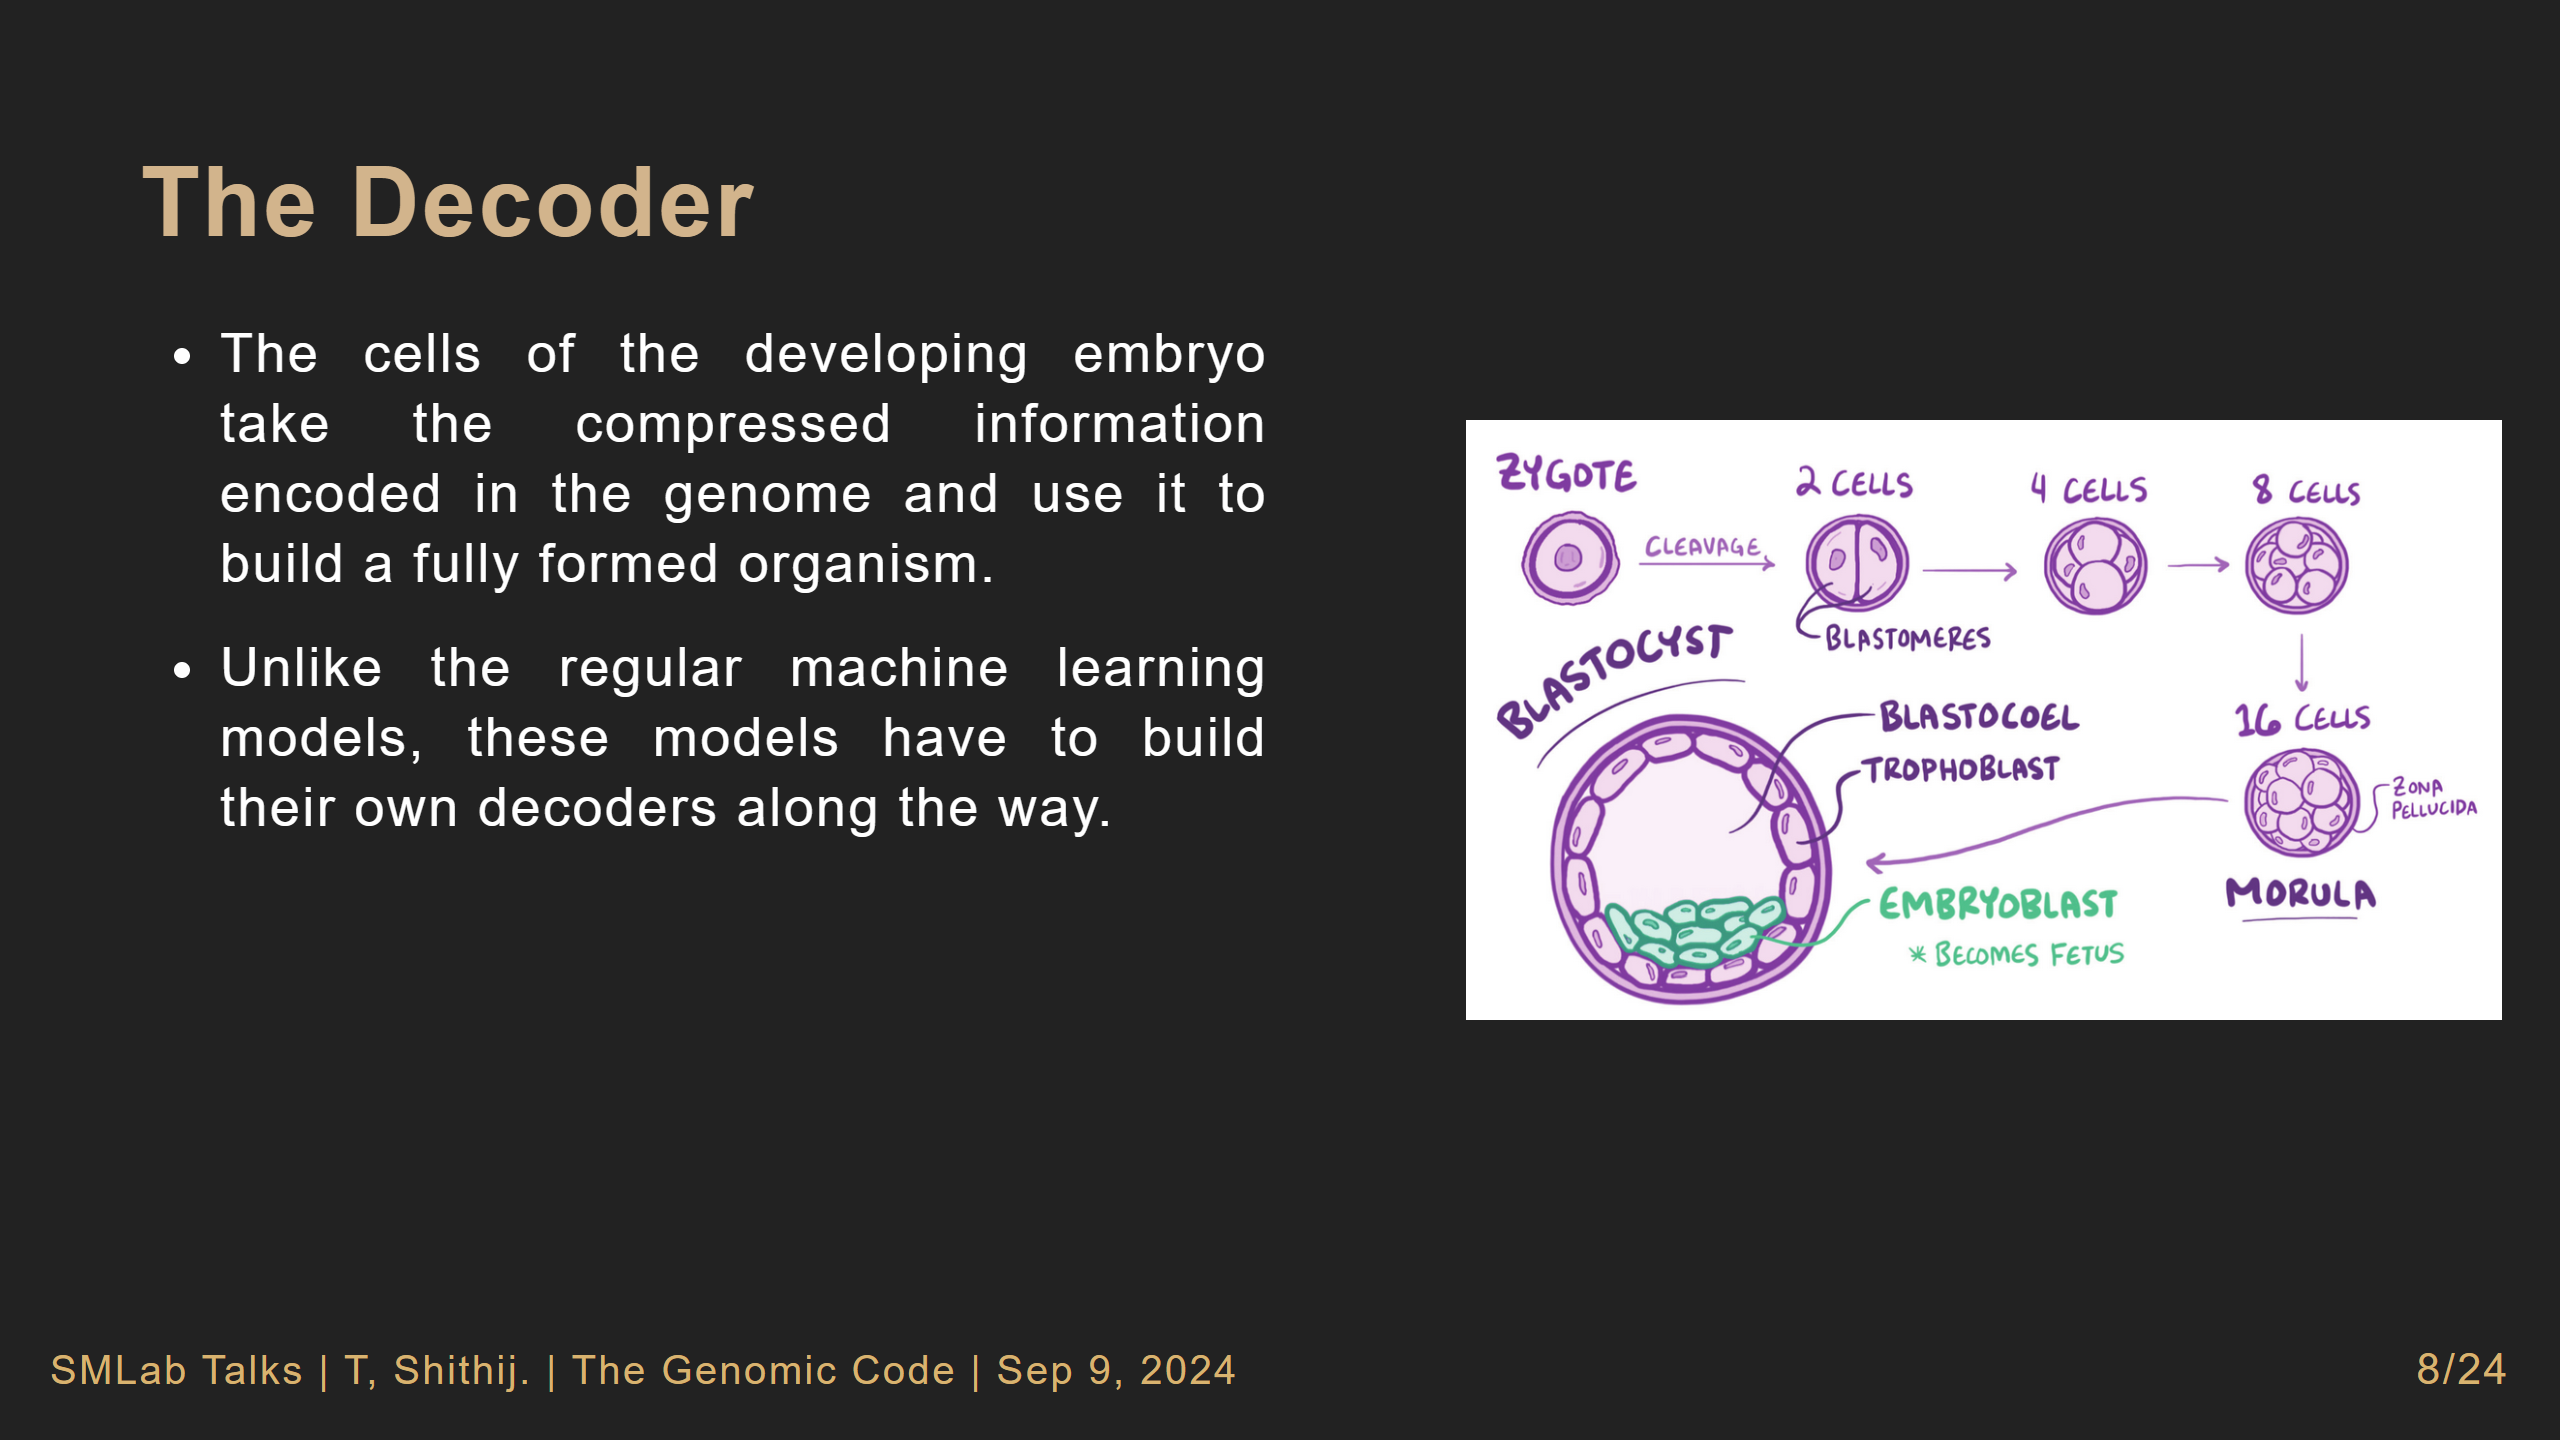 The Decoder
• The cells of the developing embryo
take the compressed information
encoded in the genome and use it to
build a fully formed organism.
• Unlike the regular machine learning
models, these models have to build
their own decoders along the way.
ZYGOTE
CLEAVAGE
2 CELLS
BLASTOMERES
4 CELLS
8 CELLS
16 CELLS
ZONA
PELLUCIDA
MORULA
BLASTOCYST
BLASTOCOEL
TROPHOBLAST
EMBRYOBLAST
* BECOMES FETUS
SMLab Talks | T, Shithij. | The Genomic Code | Sep 9, 2024
8/24